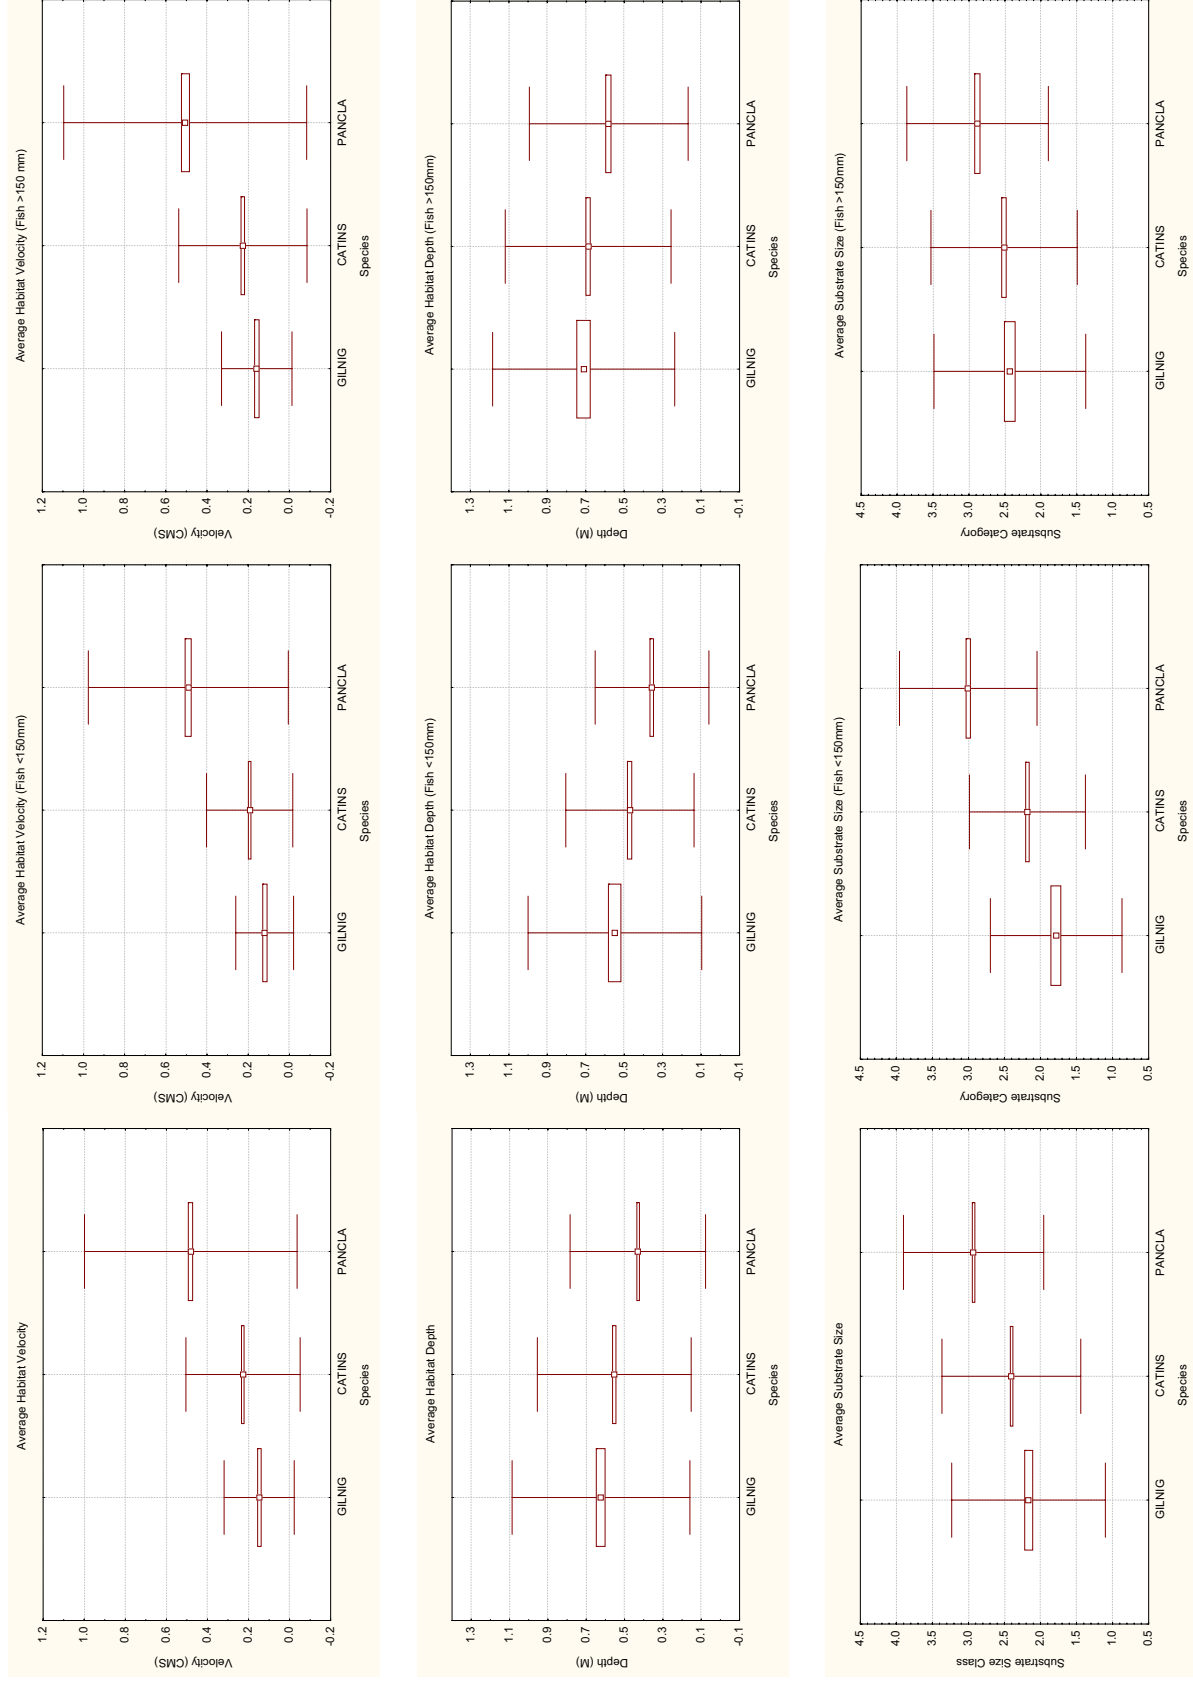 Average Habitat Velocity
Velocity (CMS)
1.2
1.0
0.8
0.6
0.4
0.2
0.0
-0.2
GILNIG CATINS PANCLA
Species
Average Habitat Velocity (Fish <150mm)
Velocity (CMS)
1.2
1.0
0.8
0.6
0.4
0.2
0.0
-0.2
GILNIG CATINS PANCLA
Species
Average Habitat Velocity (Fish >150 mm)
Velocity (CMS)
1.2
1.0
0.8
0.6
0.4
0.2
0.0
-0.2
GILNIG CATINS PANCLA
Species
Average Habitat Depth
Depth (M)
1.3
1.1
0.9
0.7
0.5
0.3
0.1
-0.1
GILNIG CATINS PANCLA
Species
Average Habitat Depth (Fish <150mm)
Depth (M)
1.3
1.1
0.9
0.7
0.5
0.3
0.1
-0.1
GILNIG CATINS PANCLA
Species
Average Habitat Depth (Fish >150mm)
Depth (M)
1.3
1.1
0.9
0.7
0.5
0.3
0.1
-0.1
GILNIG CATINS PANCLA
Species
Average Substrate Size
Substrate Size Class
4.5
4.0
3.5
3.0
2.5
2.0
1.5
1.0
0.5
GILNIG CATINS PANCLA
Species
Average Substrate Size (Fish <150mm)
Substrate Category
4.5
4.0
3.5
3.0
2.5
2.0
1.5
1.0
0.5
GILNIG CATINS PANCLA
Species
Average Substrate Size (Fish >150mm)
Substrate Category
4.5
4.0
3.5
3.0
2.5
2.0
1.5
1.0
0.5
GILNIG CATINS PANCLA
Species